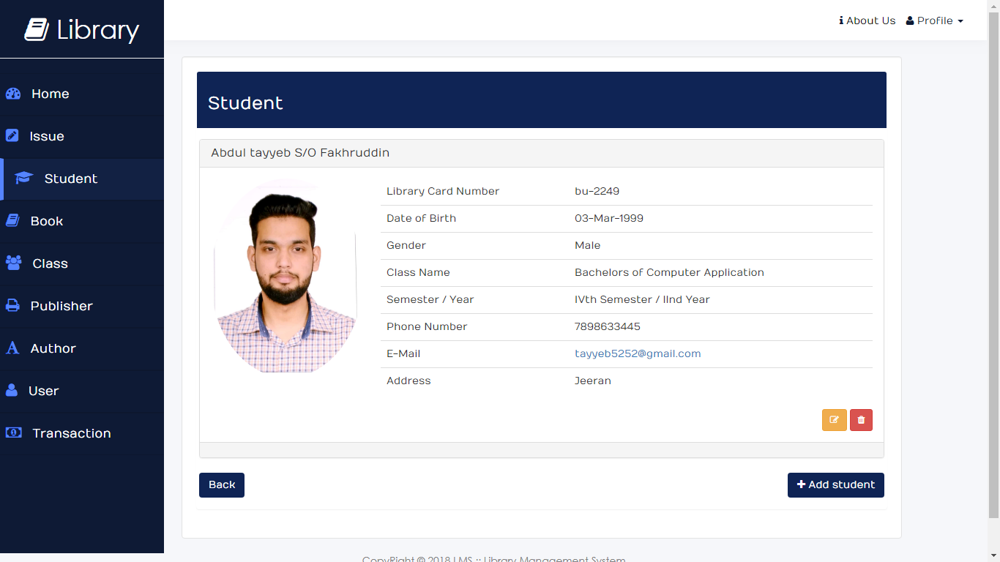 Library
About Us
Profile
Home
Issue
Student
Book
Class
Publisher
Author
User
Transaction
Student
Abdul tayyeb S/O Fakhruddin
Library Card Number bu-2249
Date of Birth 03-Mar-1999
Gender Male
Class Name Bachelors of Computer Application
Semester / Year IVth Semester / IInd Year
Phone Number 7898633445
E-Mail tayyeb5252@gmail.com
Address Jeeran
Back
Add student
CopyRight © 2018 LMS :: Library Management System